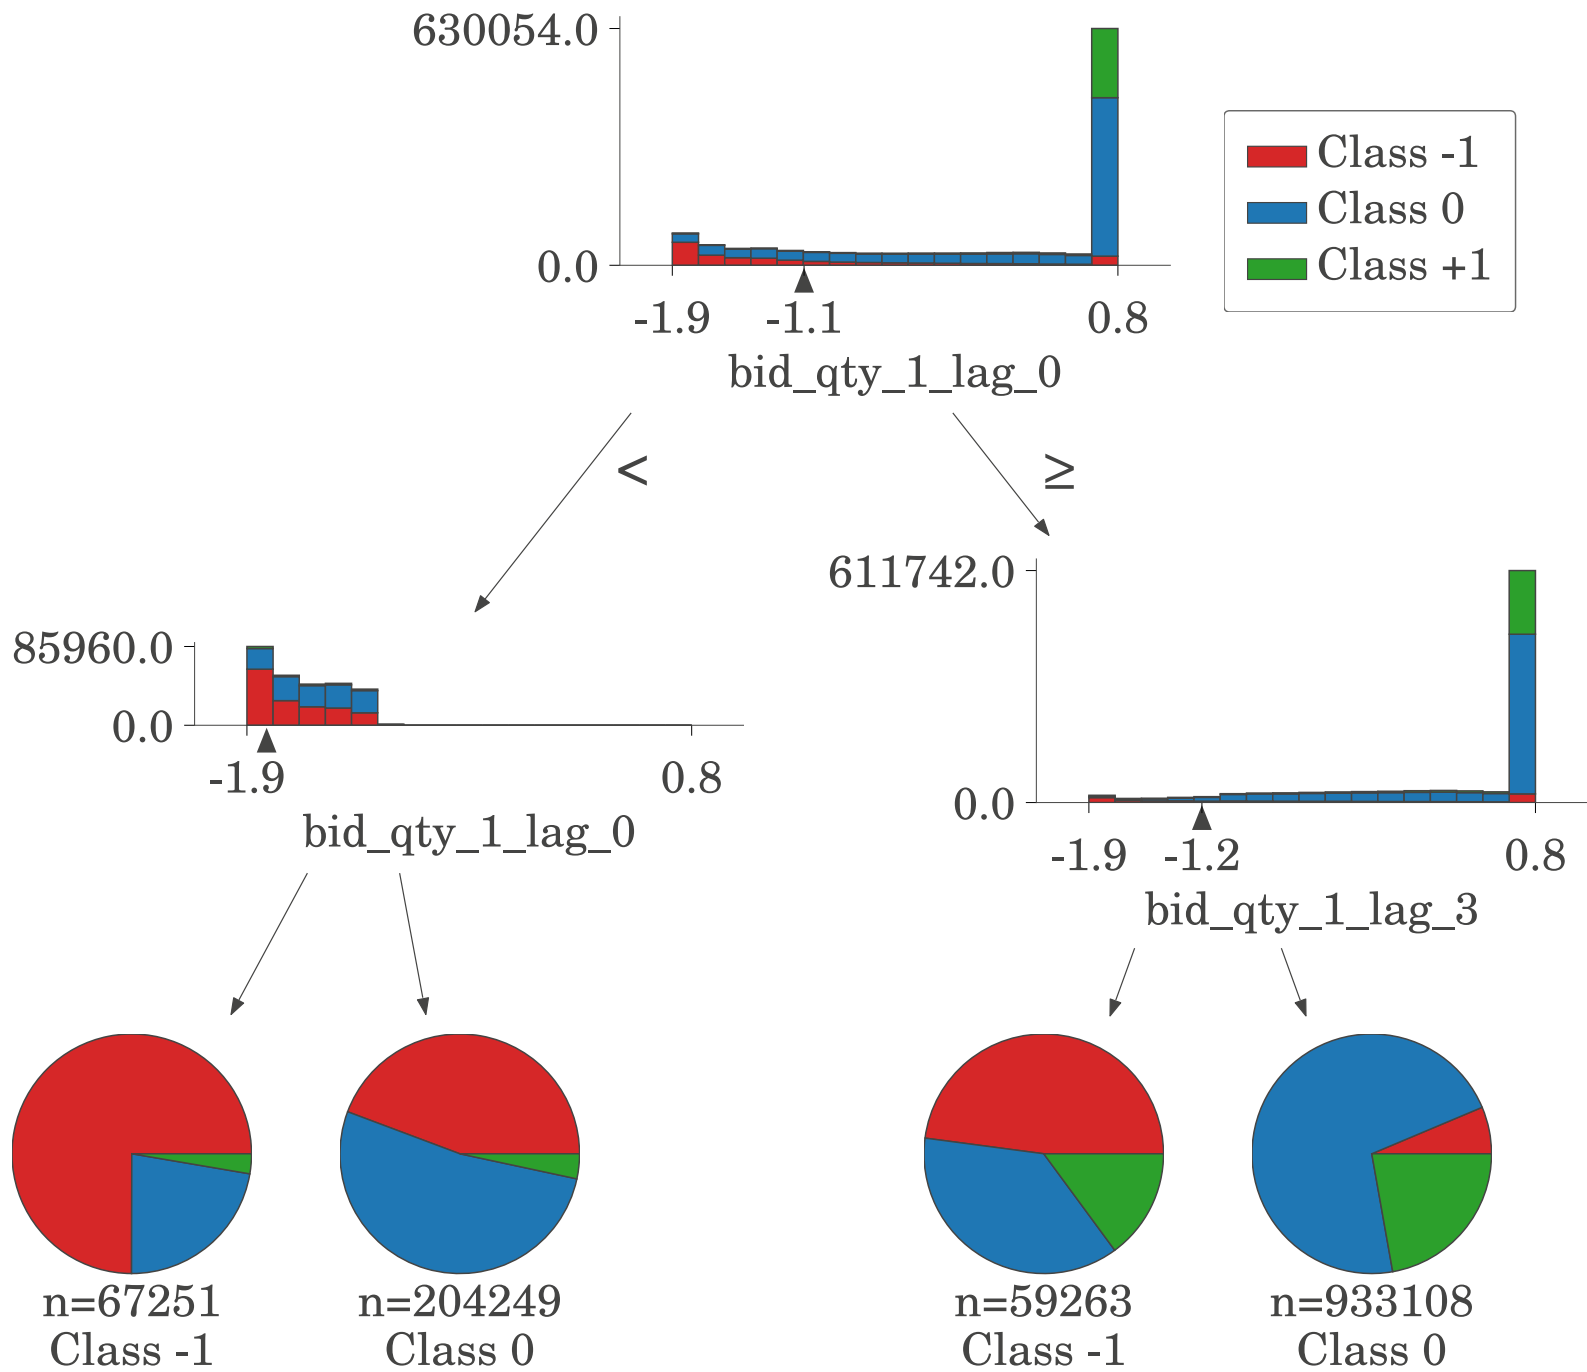 630054.0
0.0
-1.9 -1.1 0.8
bid_qty_1_lag_0
Class -1
Class 0
Class +1
<
≥
85960.0
0.0
-1.9 0.8
bid_qty_1_lag_0
611742.0
0.0
-1.9 -1.2 0.8
bid_qty_1_lag_3
n=67251
Class -1
n=204249
Class 0
n=59263
Class -1
n=933108
Class 0